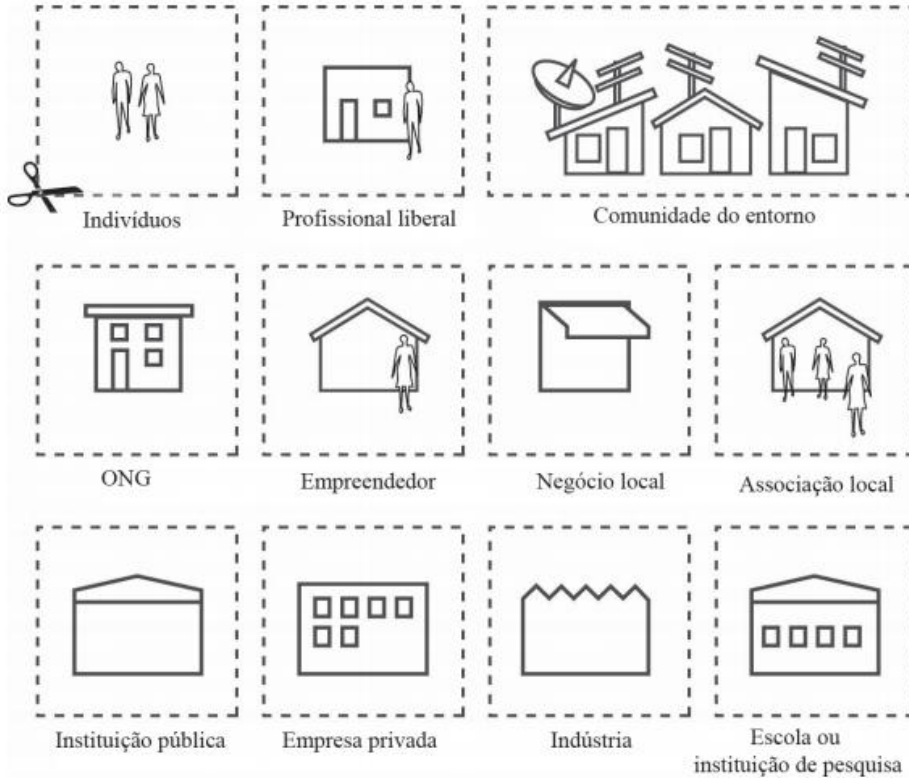 Indivíduos
Profissional liberal
Comunidade do entorno
ONG
Empreendedor
Negócio local
Associação local
Instituição pública
Empresa privada
Indústria
Escola ou
instituição de pesquisa